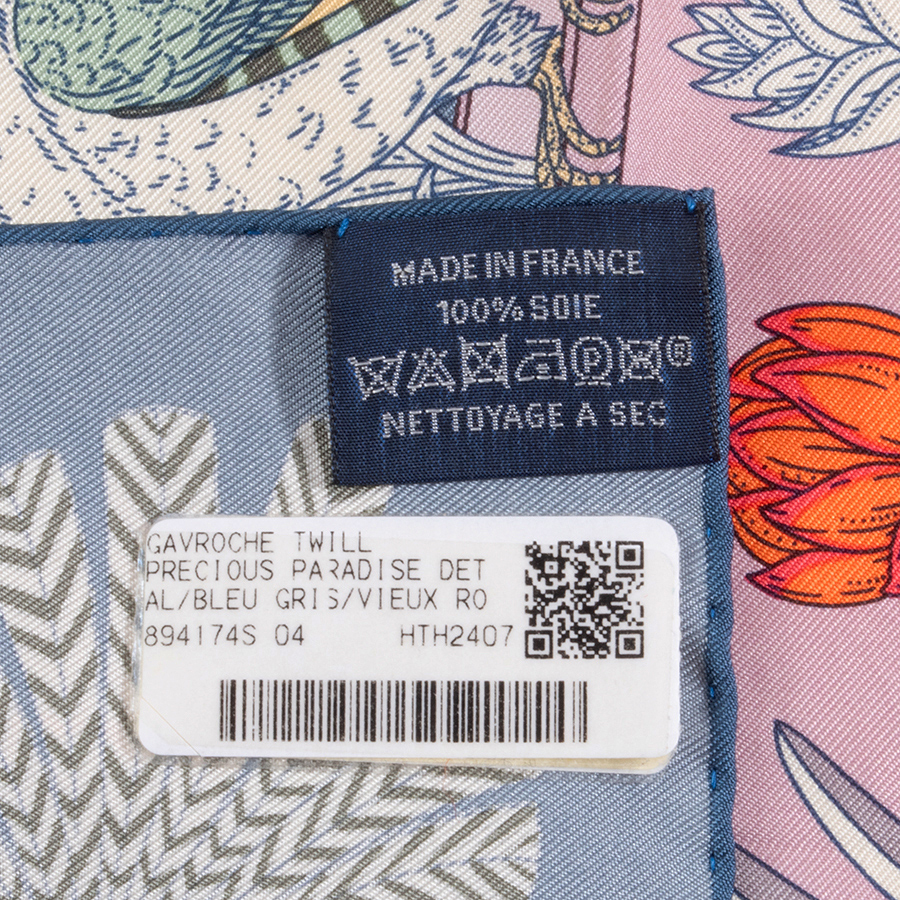 MADE IN FRANCE
100% SOIE
P
®
NETTOYAGE A SEC
GAVROCHE TWILL
PRECIOUS PARADISE DET
AL/BLEU GRIS/VIEUX RO
894174S 04 HTH2407